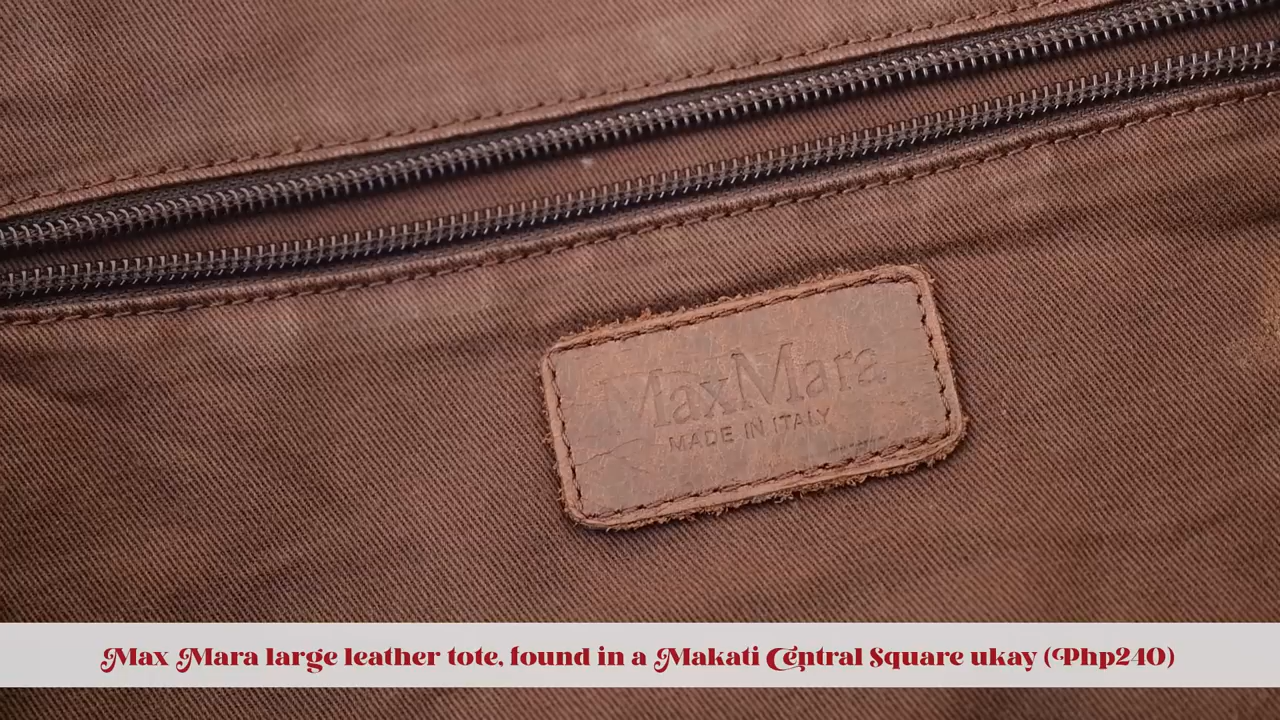 MaxMara
MADE IN ITALY
Max Mara large leather tote, found in a Makati Central Square ukay (Php240)